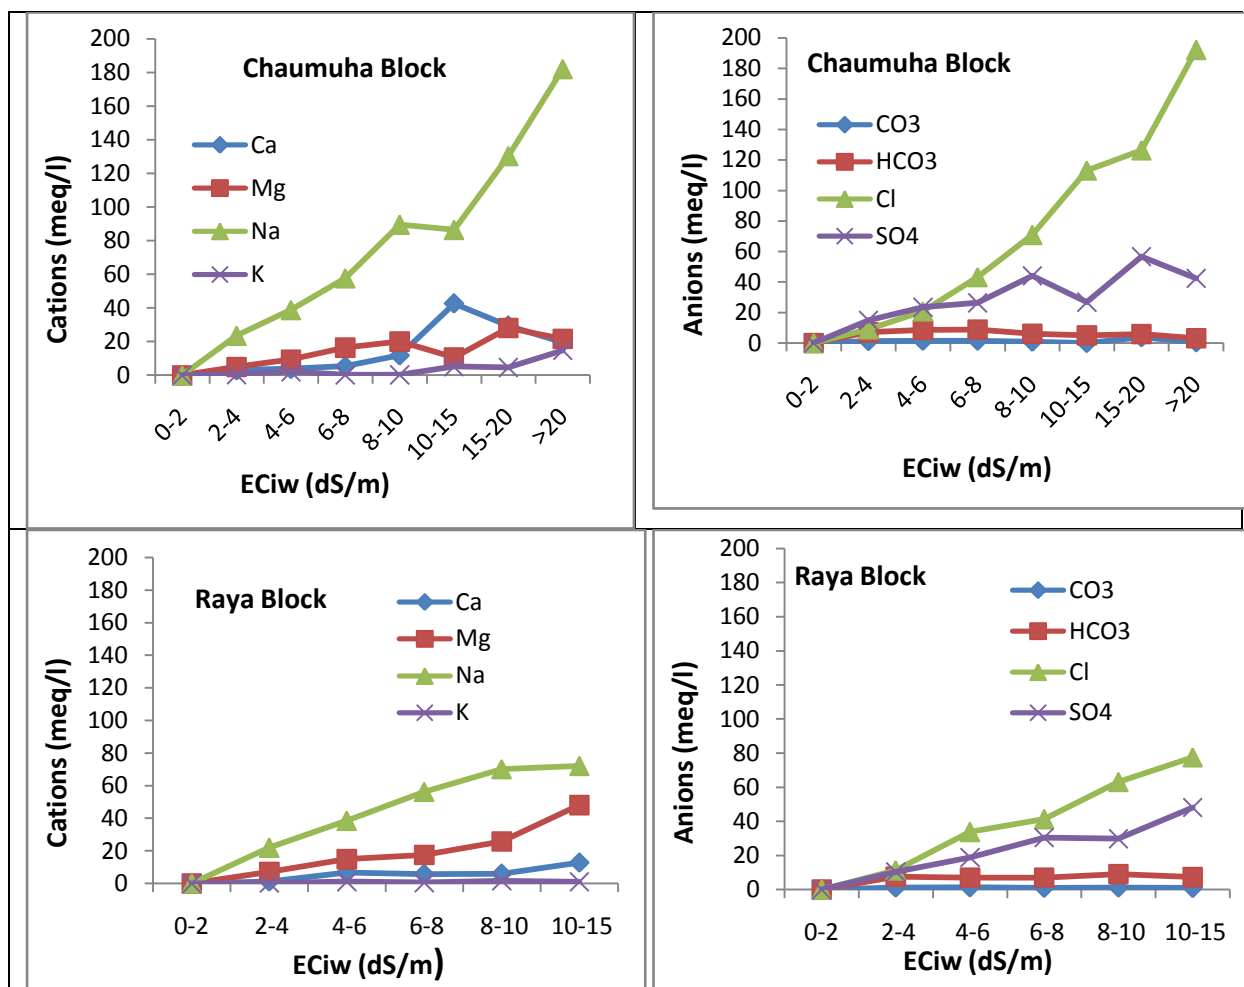 Chaumuha Block
Cations (meq/l)
200
180
160
140
120
100
80
60
40
20
0
Ca
Mg
Na
K
0-2
2-4
4-6
6-8
8-10
10-15
15-20
>20
ECiw (dS/m)
Chaumuha Block
Anions (meq/l)
200
180
160
140
120
100
80
60
40
20
0
CO3
HCO3
Cl
SO4
0-2
2-4
4-6
6-8
8-10
10-15
15-20
>20
ECiw (dS/m)
Raya Block
Cations (meq/l)
200
180
160
140
120
100
80
60
40
20
0
Ca
Mg
Na
K
0-2 2-4 4-6 6-8 8-10 10-15
ECiw (dS/m)
Raya Block
Anions (meq/l)
200
180
160
140
120
100
80
60
40
20
0
CO3
HCO3
Cl
SO4
0-2 2-4 4-6 6-8 8-10 10-15
ECiw (dS/m)